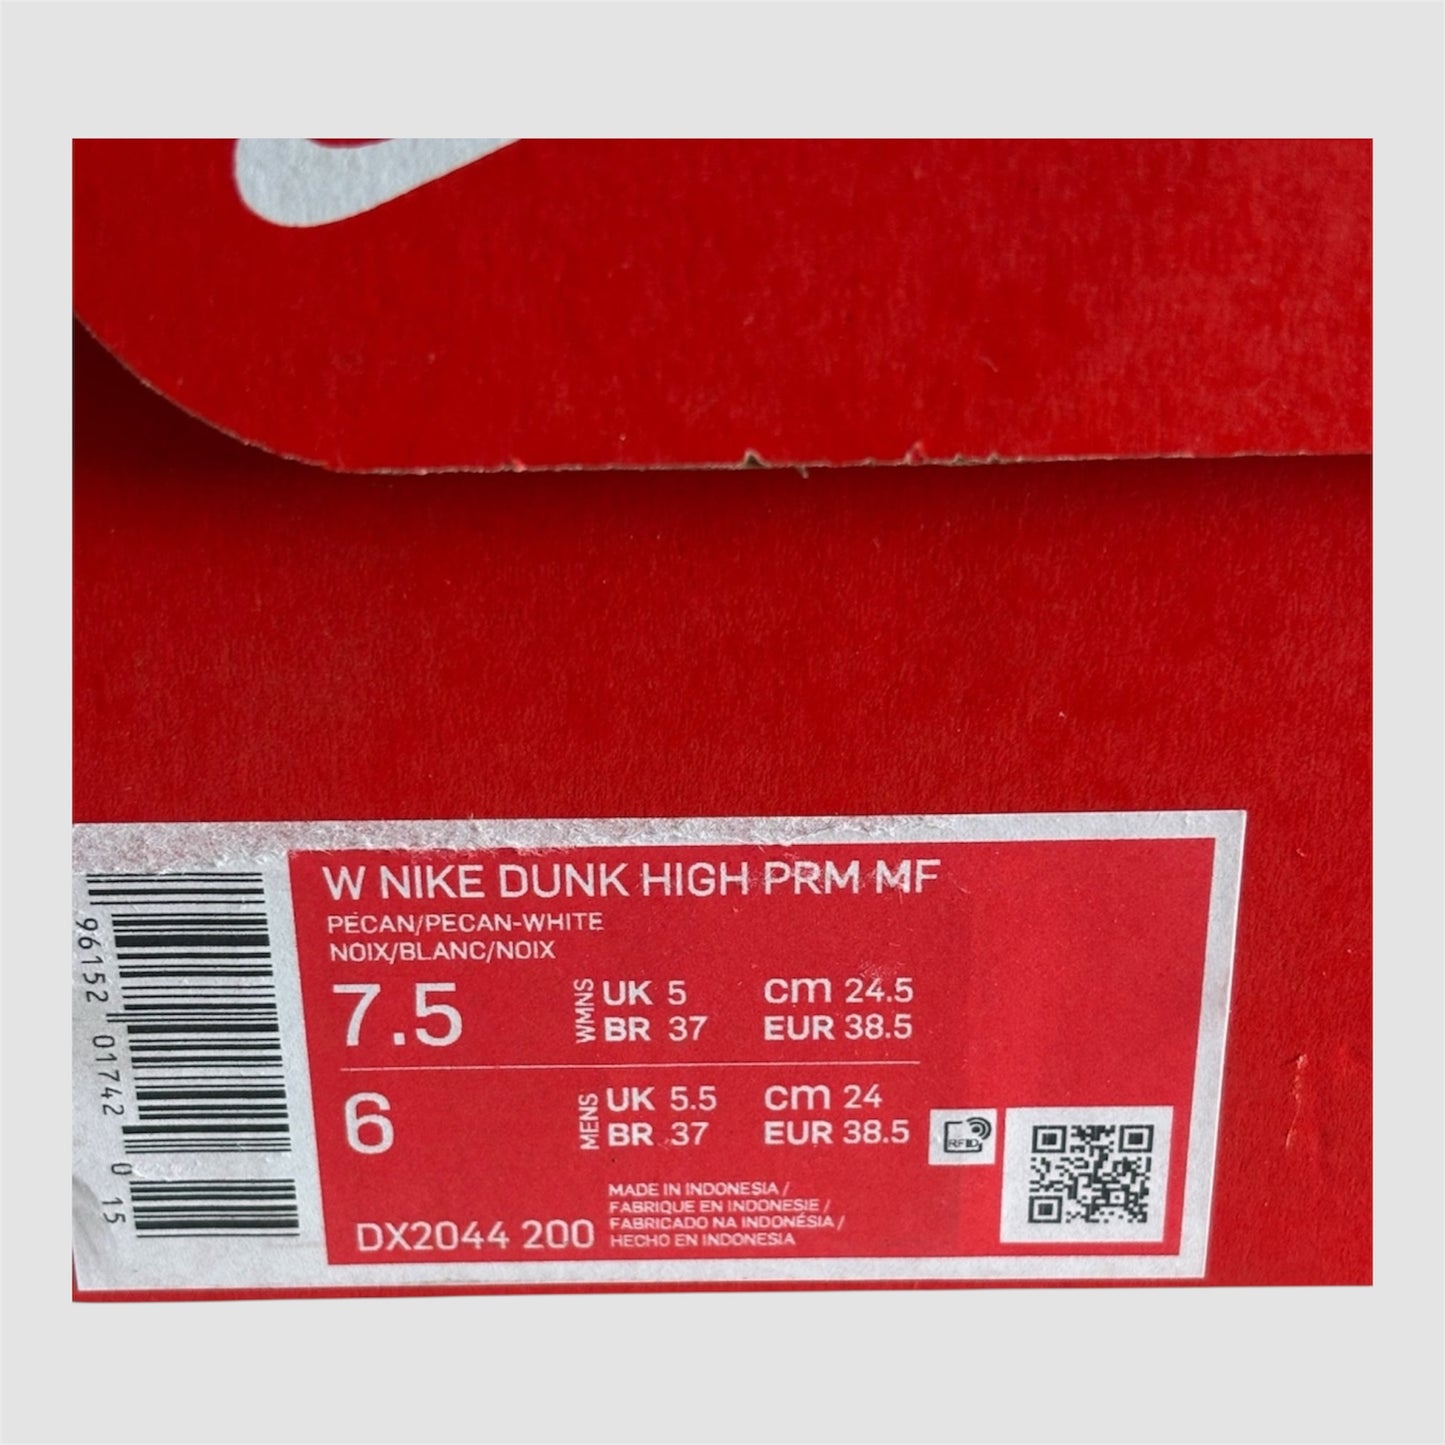 W NIKE DUNK HIGH PRM MF
PECAN/PECAN-WHITE
NOIX/BLANC/NOIX
7.5 WMNS UK 5 cm 24.5
BR 37 EUR 38.5
6 MENS UK 5.5 cm 24
BR 37 EUR 38.5
RFID
MADE IN INDONESIA /
FABRIQUE EN INDONESIE /
FABRICADO NA INDONÉSIA /
HECHO EN INDONESIA
DX2044 200
96152 01742 0 15